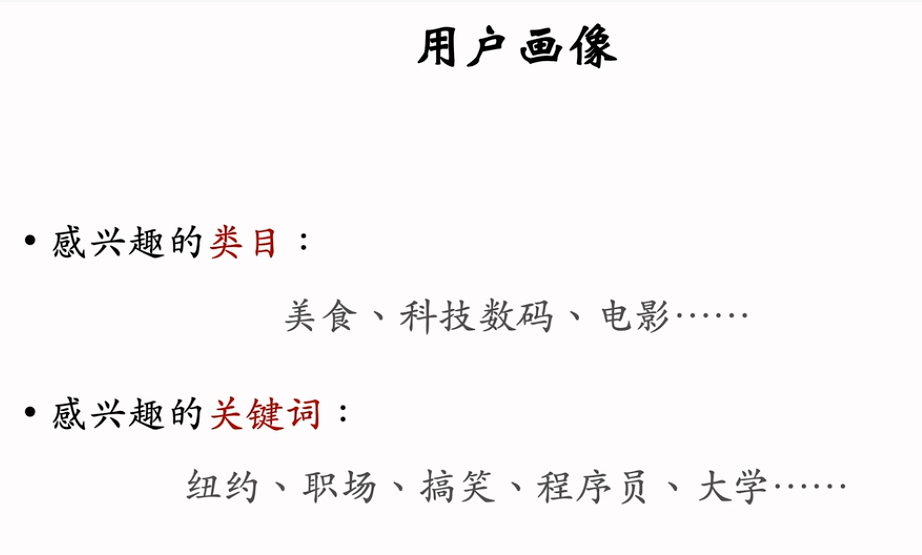 用户画像
• 感兴趣的类目：
美食、科技数码、电影……
• 感兴趣的关键词：
纽约、职场、搞笑、程序员、大学……